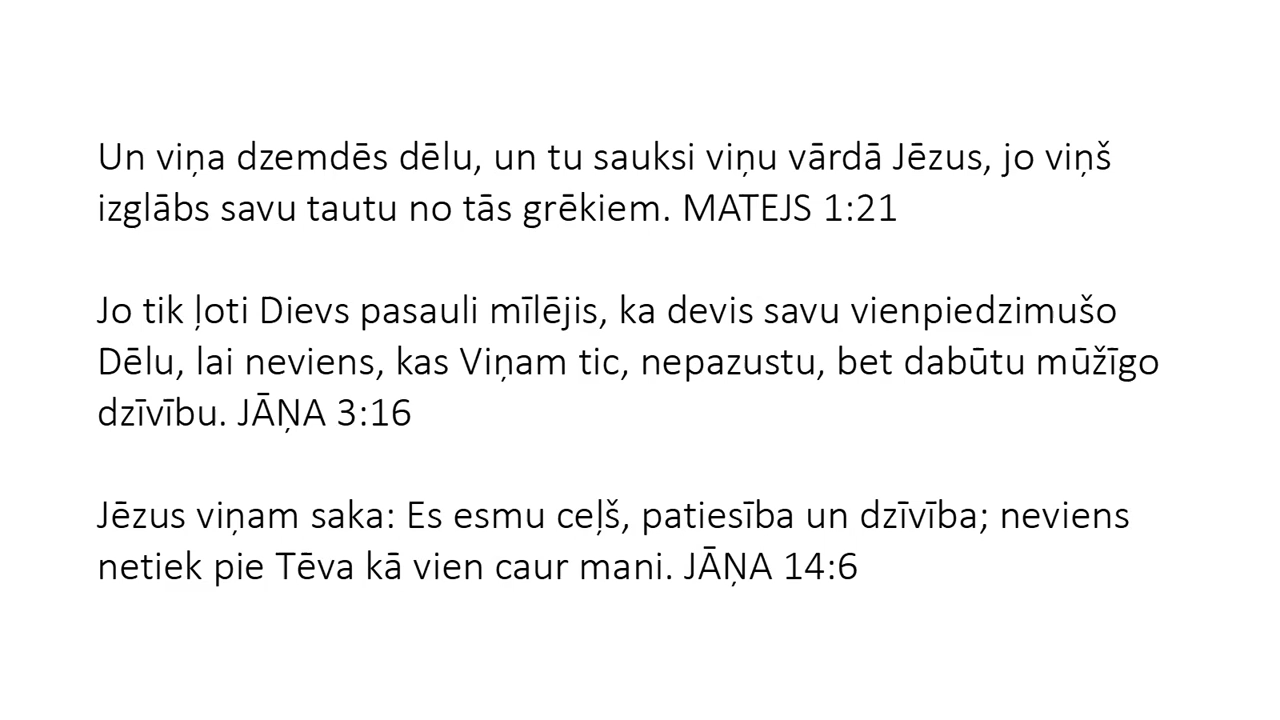 Un viņa dzemdēs dēlu, un tu sauksi viņu vārdā Jēzus, jo viņš
izglābs savu tautu no tās grēkiem. MATEJS 1:21
Jo tik ļoti Dievs pasauli mīlējis, ka devis savu vienpiedzimušo
Dēlu, lai neviens, kas Viņam tic, nepazustu, bet dabūtu mūžīgo
dzīvību. JĀŅA 3:16
Jēzus viņam saka: Es esmu ceļš, patiesība un dzīvība; neviens
netiek pie Tēva kā vien caur mani. JĀŅA 14:6